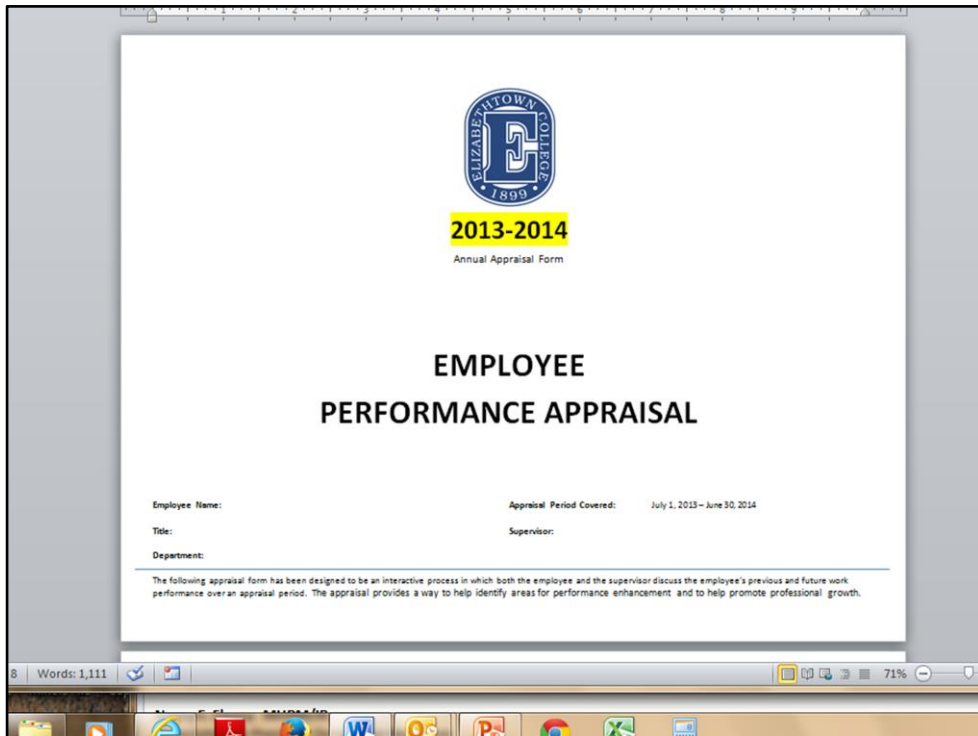 ELIZABETHTOWN COLLEGE
E
• 1899 •
2013-2014
Annual Appraisal Form
EMPLOYEE
PERFORMANCE APPRAISAL
Employee Name: Appraisal Period Covered: July 1, 2013 – June 30, 2014
Title: Supervisor:
Department:
The following appraisal form has been designed to be an interactive process in which both the employee and the supervisor discuss the employee's previous and future work
performance over an appraisal period. The appraisal provides a way to help identify areas for performance enhancement and to help promote professional growth.
8 Words: 1,111 71%